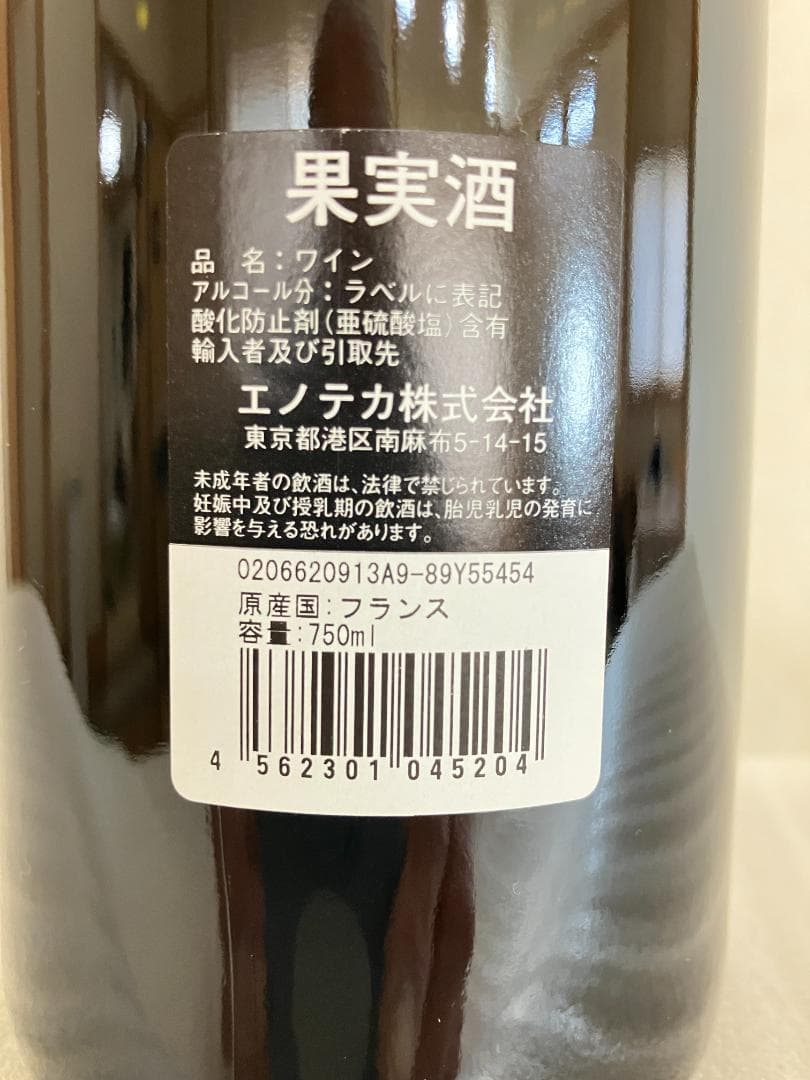 果実酒
品　名：ワイン
アルコール分：ラベルに表記
酸化防止剤（亜硫酸塩）含有
輸入者及び引取先
エノテカ株式会社
東京都港区南麻布5-14-15
未成年者の飲酒は、法律で禁じられています。
妊娠中及び授乳期の飲酒は、胎児乳児の発育に
影響を与える恐れがあります。
0206620913A9-89Y55454
原産国：フランス
容量：750ml
4 562301 045204